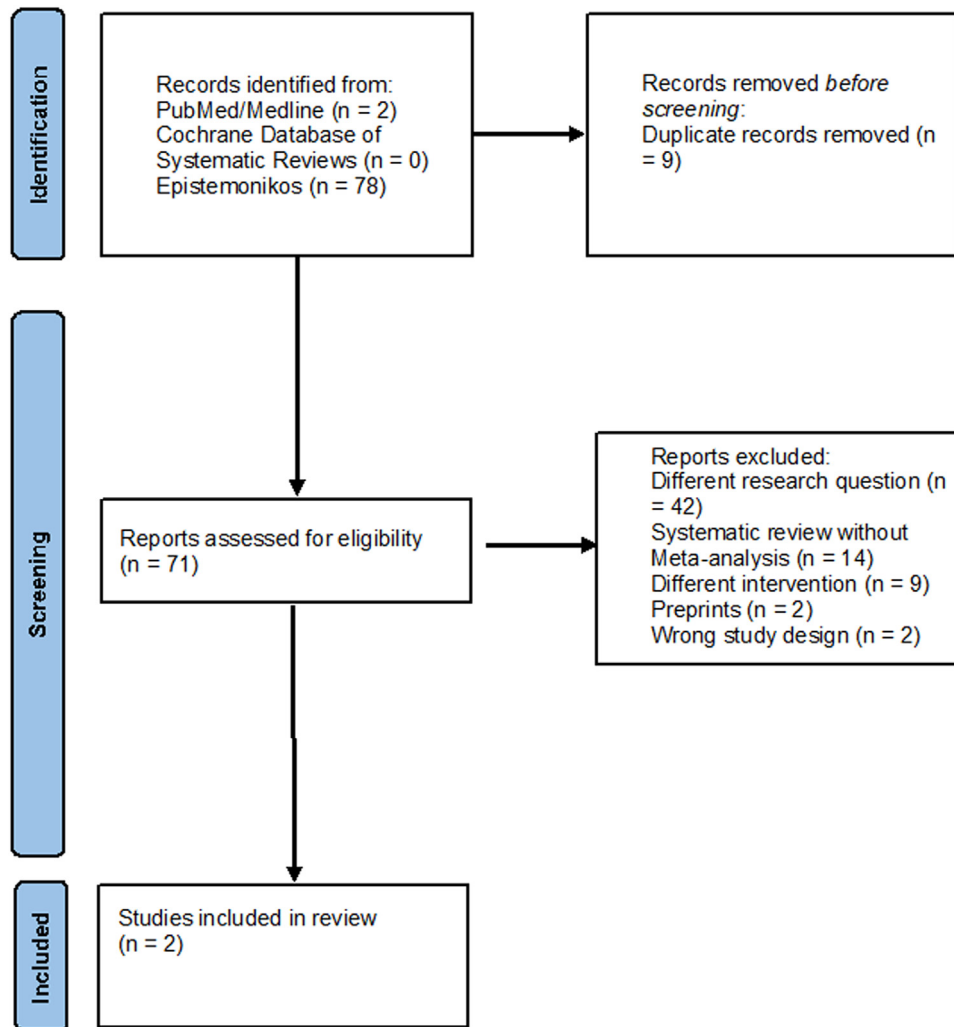 Identification
Records identified from:
PubMed/Medline (n = 2)
Cochrane Database of
Systematic Reviews (n = 0)
Epistemonikos (n = 78)
Records removed before
screening:
Duplicate records removed (n
= 9)
Screening
Reports assessed for eligibility
(n = 71)
Reports excluded:
Different research question (n
= 42)
Systematic review without
Meta-analysis (n = 14)
Different intervention (n = 9)
Preprints (n = 2)
Wrong study design (n = 2)
Included
Studies included in review
(n = 2)